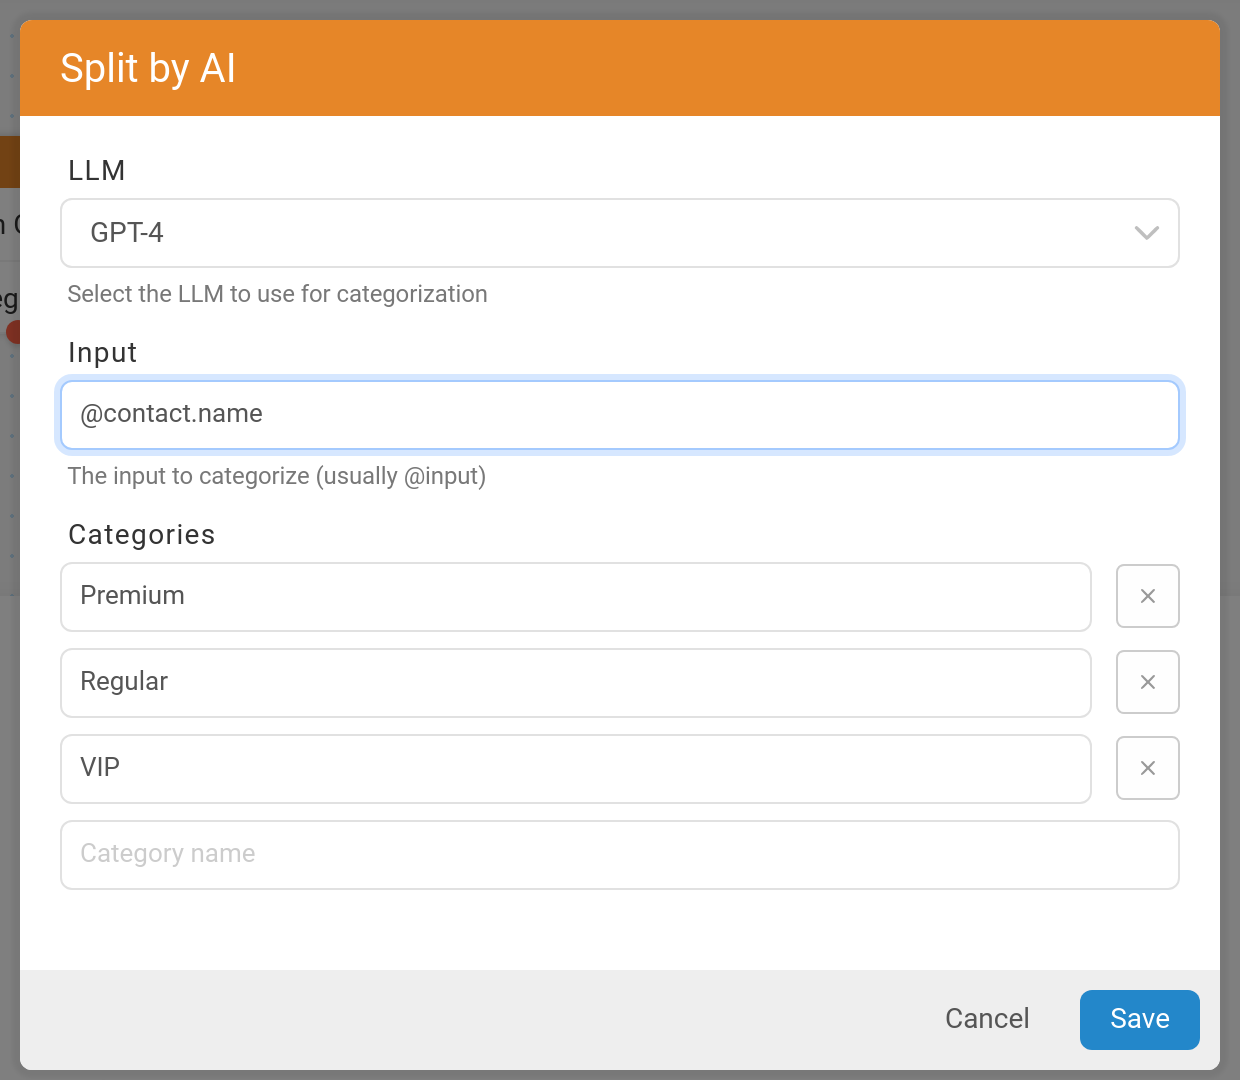 Split by AI
LLM
GPT-4
Select the LLM to use for categorization
Input
@contact.name
The input to categorize (usually @input)
Categories
Premium
Regular
VIP
Category name
Cancel
Save